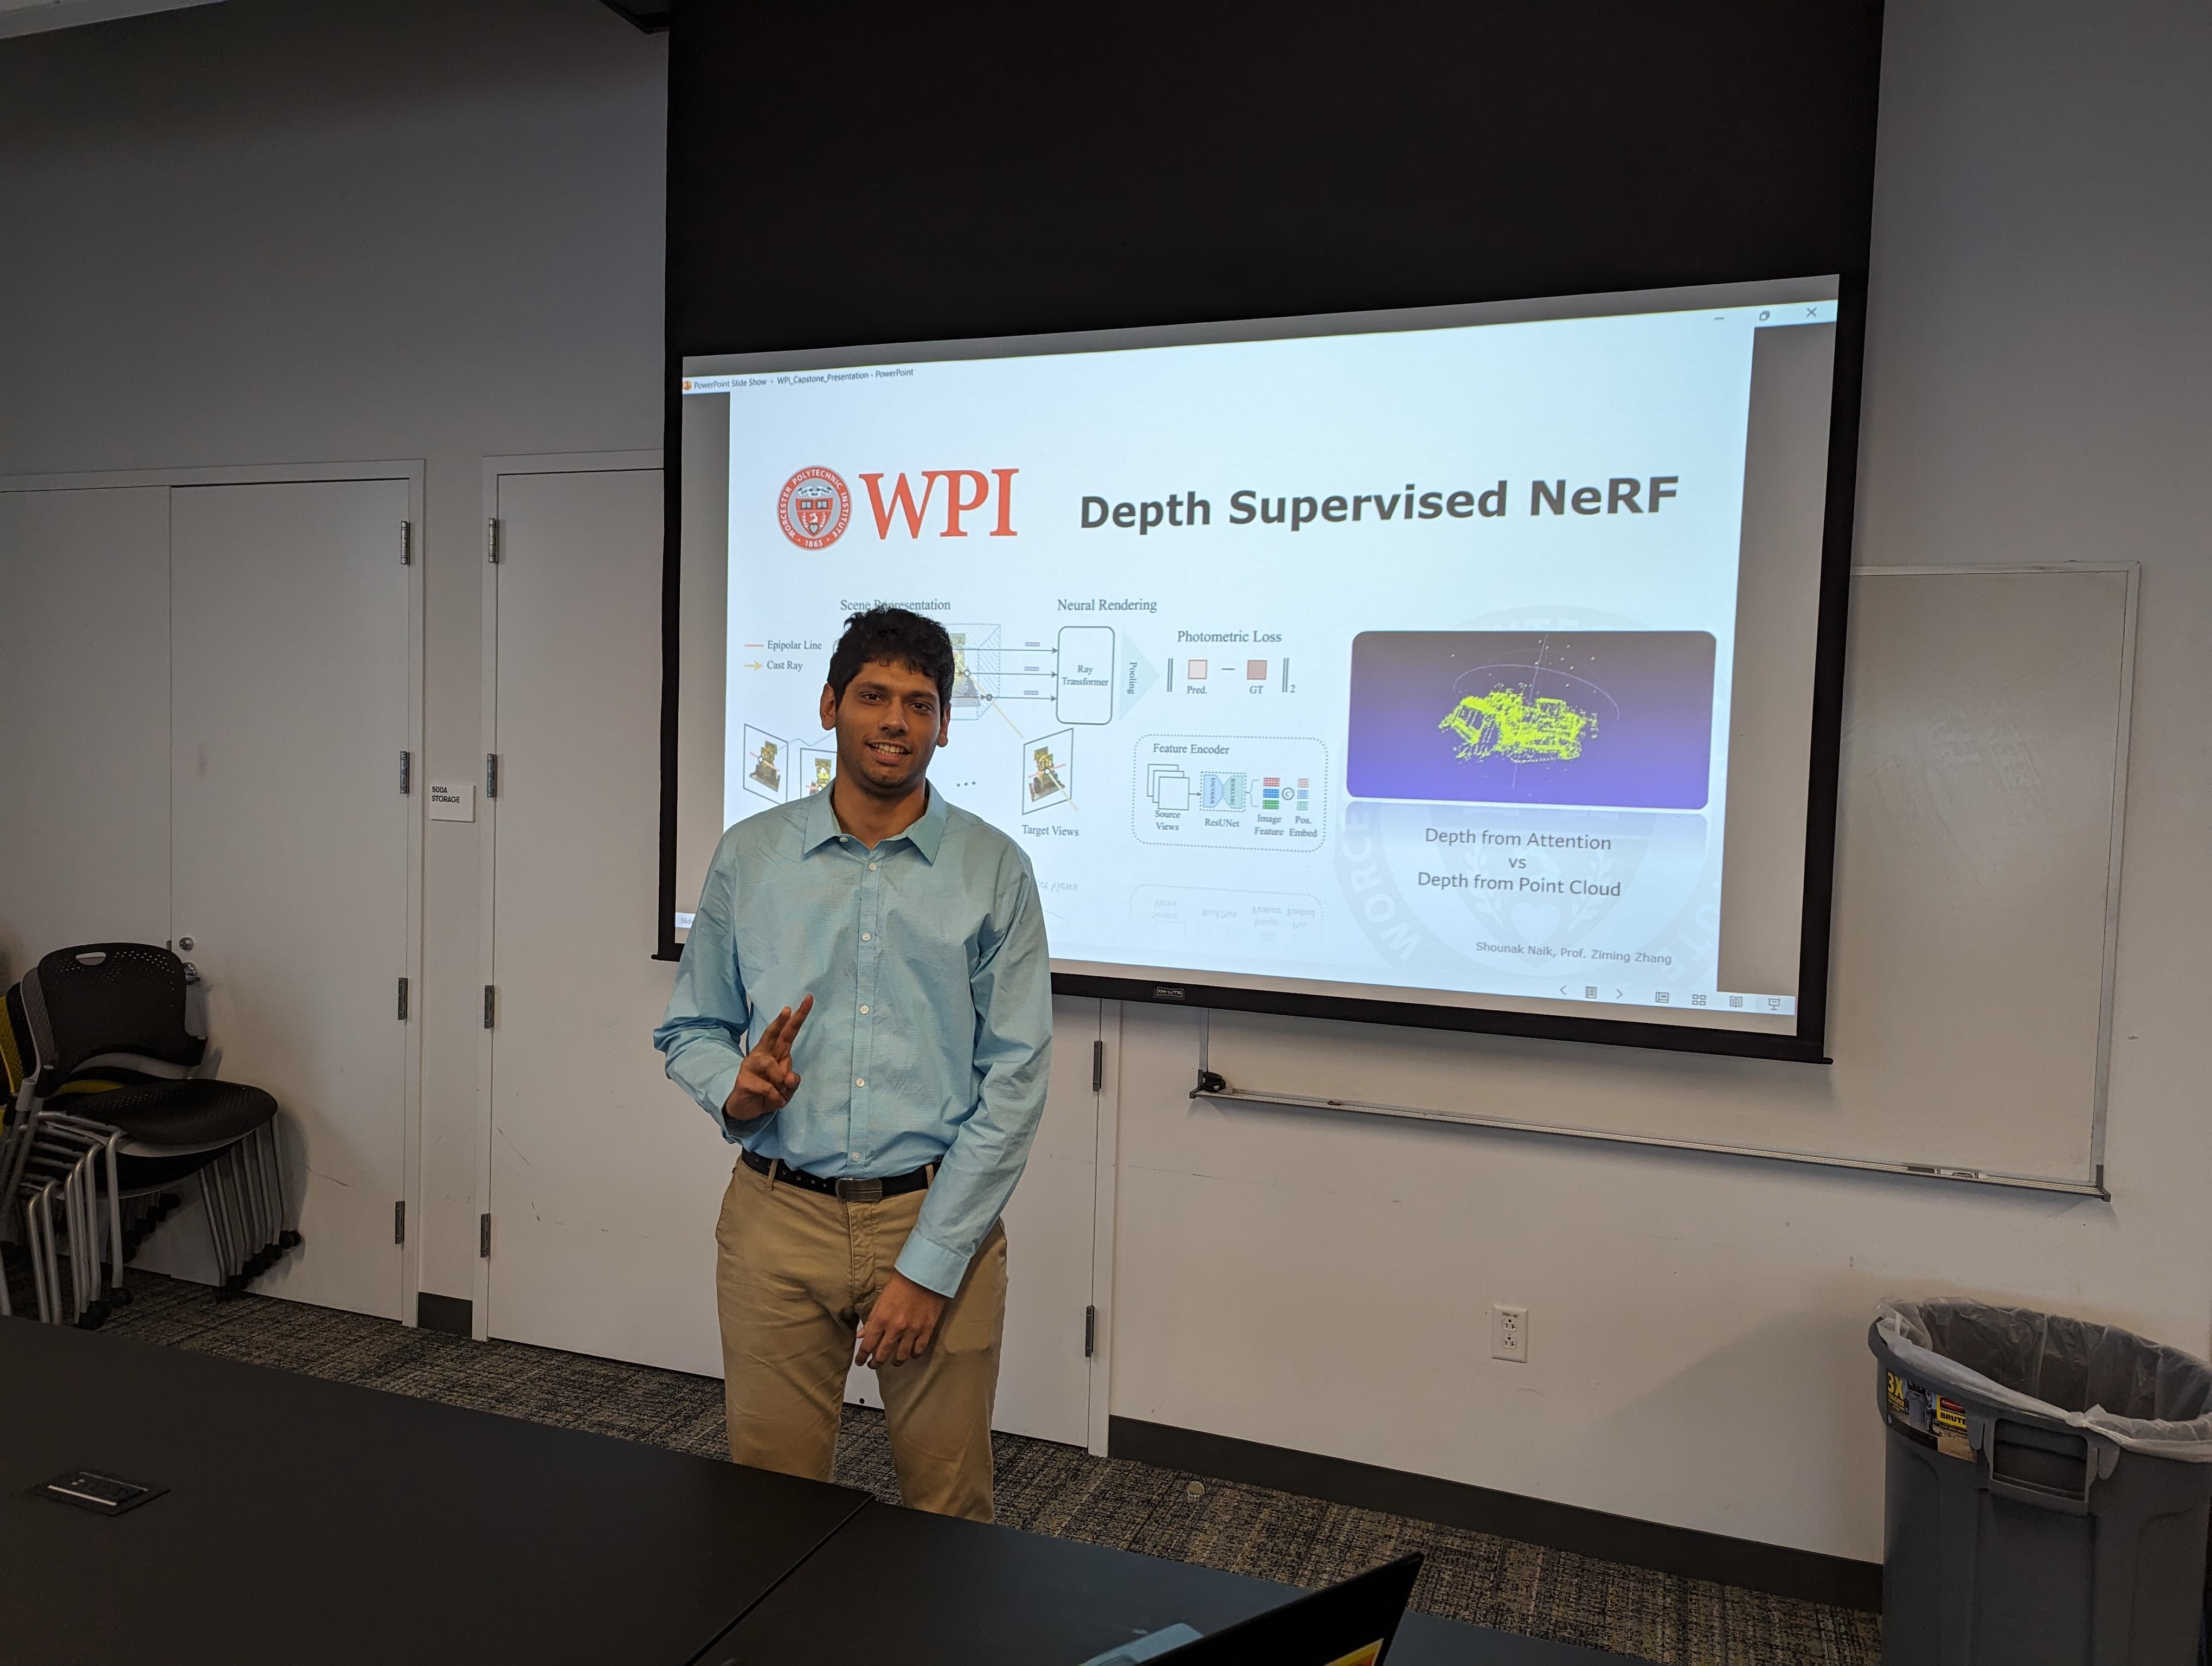 PowerPoint Slide Show - WPI_Capstone_Presentation - PowerPoint
WORCESTER POLYTECHNIC INSTITUTE
1865
WPI
Depth Supervised NeRF
Scene Representation
Epipolar Line
Cast Ray
Neural Rendering
Ray
Transformer
Pooling
Photometric Loss
Pred.
GT
2
Target Views
Feature Encoder
Source
Views
ResUNet
Image
Feature
Pos.
Embed
Depth from Attention
vs
Depth from Point Cloud
Shounak Naik, Prof. Ziming Zhang
500A
STORAGE
DA-LITE
3X
BRUTE